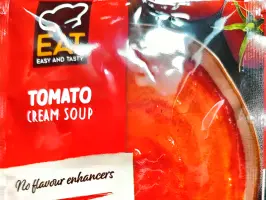 EAT
EASY AND TASTY
TOMATO
CREAM SOUP
No flavour enhancers